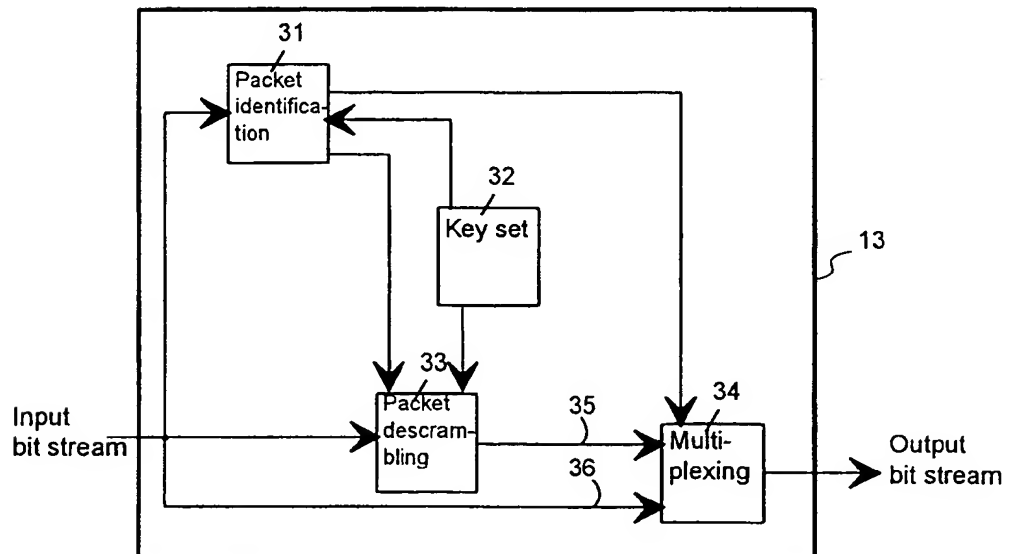 31
Packet
identifica-
tion
32
Key set
13
33
Packet
descram-
bling
35
36
34
Multi-
plexing
Input
bit stream
Output
bit stream